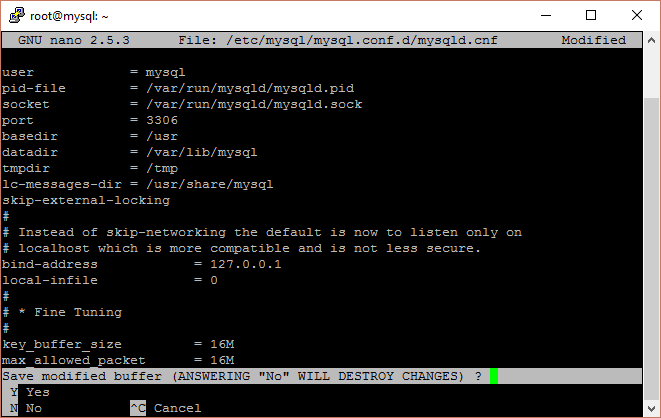 root@mysql: ~
GNU nano 2.5.3 File: /etc/mysql/mysql.conf.d/mysqld.cnf Modified
user = mysql
pid-file = /var/run/mysqld/mysqld.pid
socket = /var/run/mysqld/mysqld.sock
port = 3306
basedir = /usr
datadir = /var/lib/mysql
tmpdir = /tmp
lc-messages-dir = /usr/share/mysql
skip-external-locking
#
# Instead of skip-networking the default is now to listen only on
# localhost which is more compatible and is not less secure.
bind-address = 127.0.0.1
local-infile = 0
#
# * Fine Tuning
#
key_buffer_size = 16M
max_allowed_packet = 16M
Save modified buffer (ANSWERING "No" WILL DESTROY CHANGES) ?
Y Yes
N No ^C Cancel